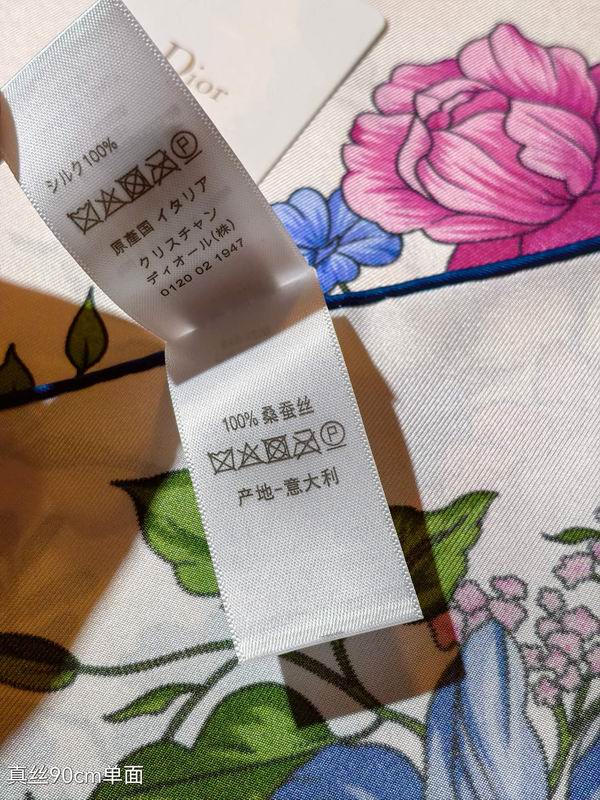 Dior
シルク100%
P
原産国 イタリア
クリスチャン
ディオール(株)
0120 02 1947
100% 桑蚕丝
P
产地-意大利
真丝90cm单面